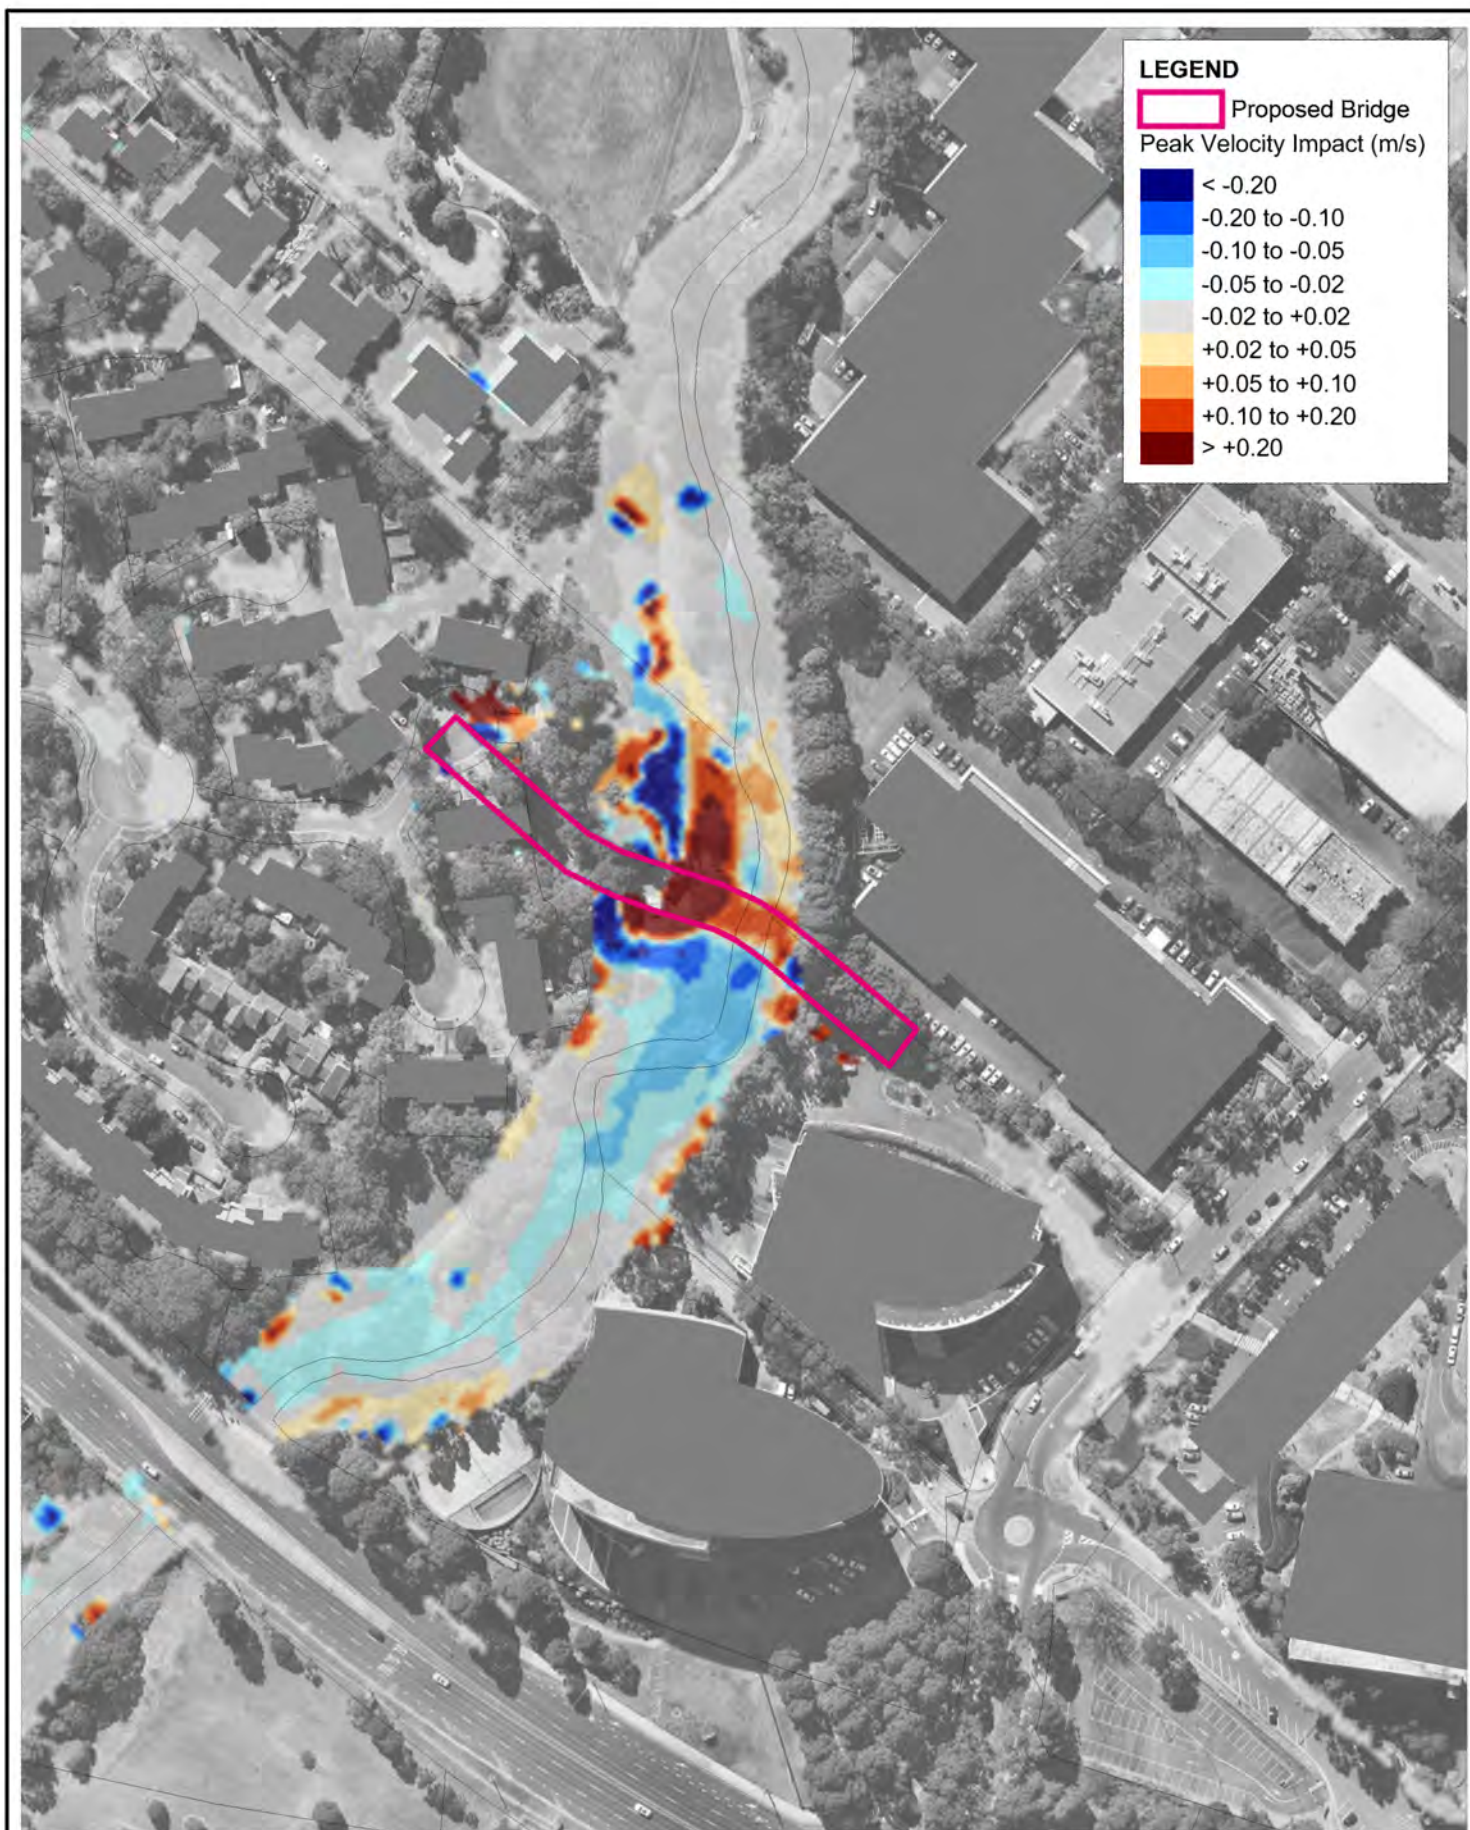 LEGEND
Proposed Bridge
Peak Velocity Impact (m/s)
< -0.20
-0.20 to -0.10
-0.10 to -0.05
-0.05 to -0.02
-0.02 to +0.02
+0.02 to +0.05
+0.05 to +0.10
+0.10 to +0.20
> +0.20